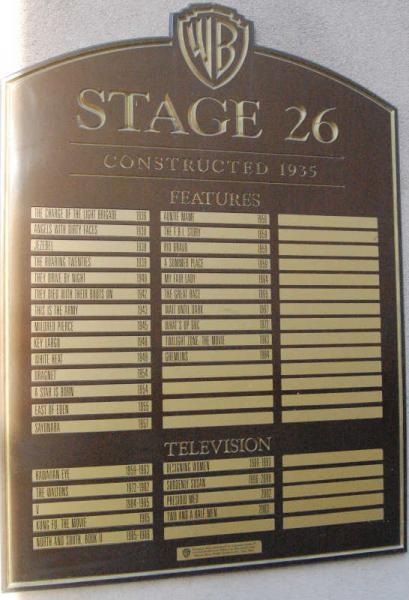 WB
STAGE 26
CONSTRUCTED 1935
FEATURES
THE CHARGE OF THE LIGHT BRIGADE 1936
ANGELS WITH DIRTY FACES 1938
JEZEBEL 1938
THE ROARING TWENTIES 1939
THEY DRIVE BY NIGHT 1940
THEY DIED WITH THEIR BOOTS ON 1942
THIS IS THE ARMY 1943
MILDRED PIERCE 1945
KEY LARGO 1948
WHITE HEAT 1949
DRAGNET 1954
A STAR IS BORN 1954
EAST OF EDEN 1955
SAYONARA 1957
AUNTIE MAME 1958
THE F.B.I. STORY 1959
RIO BRAVO 1959
A SUMMER PLACE 1959
MY FAIR LADY 1964
THE GREAT RACE 1965
WAIT UNTIL DARK 1967
WHAT'S UP DOC
TWILIGHT ZONE: THE MOVIE 1983
GREMLINS 1984
TELEVISION
HAWAIIAN EYE 1959-1963
THE WALTONS 1972-1982
V 1984-1985
KUNG FU, THE MOVIE 1985
NORTH AND SOUTH, BOOK II 1985-1986
DESIGNING WOMEN 1986-1993
SUDDENLY SUSAN 1996-2000
PRESIDIO MED 2002
TWO AND A HALF MEN 2003